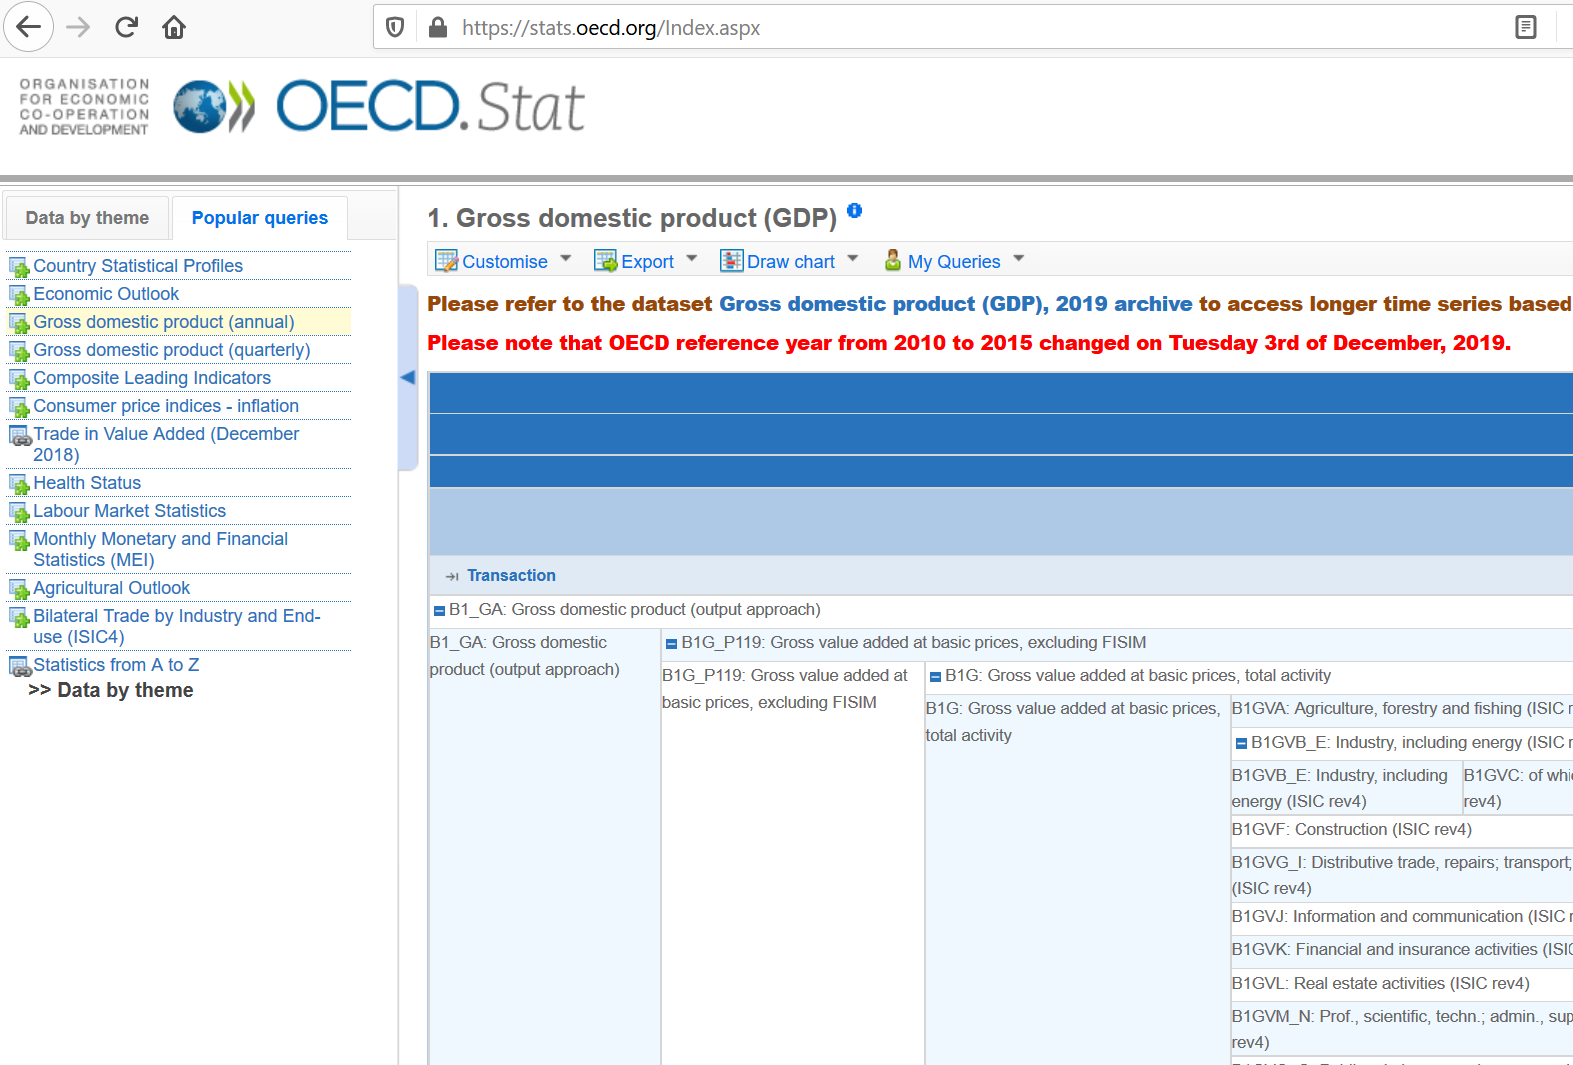 https://stats.oecd.org/Index.aspx
ORGANISATION
FOR ECONOMIC
CO-OPERATION
AND DEVELOPMENT
OECD.Stat
Data by theme
Popular queries
Country Statistical Profiles
Economic Outlook
Gross domestic product (annual)
Gross domestic product (quarterly)
Composite Leading Indicators
Consumer price indices - inflation
Trade in Value Added (December
2018)
Health Status
Labour Market Statistics
Monthly Monetary and Financial
Statistics (MEI)
Agricultural Outlook
Bilateral Trade by Industry and End-
use (ISIC4)
Statistics from A to Z
>> Data by theme
1. Gross domestic product (GDP)
Customise Export Draw chart My Queries
Please refer to the dataset Gross domestic product (GDP), 2019 archive to access longer time series based
Please note that OECD reference year from 2010 to 2015 changed on Tuesday 3rd of December, 2019.
Transaction
B1_GA: Gross domestic product (output approach)
B1_GA: Gross domestic
product (output approach)
B1G_P119: Gross value added at basic prices, excluding FISIM
B1G_P119: Gross value added at
basic prices, excluding FISIM
B1G: Gross value added at basic prices, total activity
B1G: Gross value added at basic prices,
total activity
B1GVA: Agriculture, forestry and fishing (ISIC
B1GVB_E: Industry, including energy (ISIC
B1GVB_E: Industry, including
energy (ISIC rev4)
B1GVC: of
rev4)
B1GVF: Construction (ISIC rev4)
B1GVG_I: Distributive trade, repairs; transport;
(ISIC rev4)
B1GVJ: Information and communication (ISIC
B1GVK: Financial and insurance activities
B1GVL: Real estate activities (ISIC rev4)
B1GVM_N: Prof., scientific, techn.; admin.,
rev4)